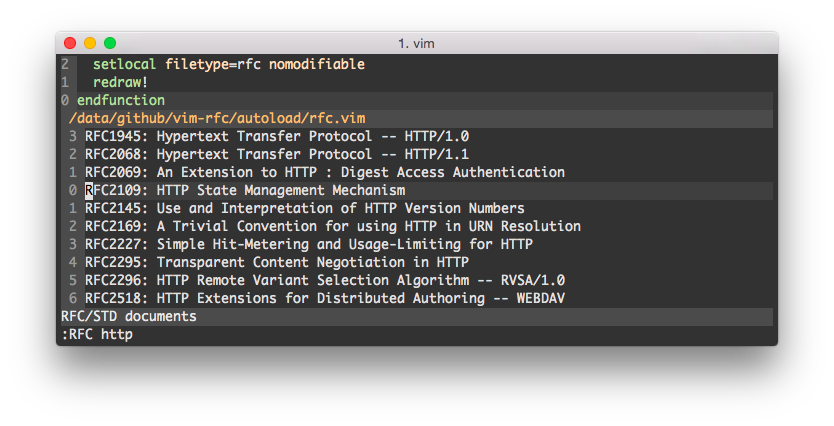 1. vim
2 setlocal filetype=rfc nomodifiable
1 redraw!
0 endfunction
/data/github/vim-rfc/autoload/rfc.vim
3 RFC1945: Hypertext Transfer Protocol -- HTTP/1.0
2 RFC2068: Hypertext Transfer Protocol -- HTTP/1.1
1 RFC2069: An Extension to HTTP : Digest Access Authentication
0 RFC2109: HTTP State Management Mechanism
1 RFC2145: Use and Interpretation of HTTP Version Numbers
2 RFC2169: A Trivial Convention for using HTTP in URN Resolution
3 RFC2227: Simple Hit-Metering and Usage-Limiting for HTTP
4 RFC2295: Transparent Content Negotiation in HTTP
5 RFC2296: HTTP Remote Variant Selection Algorithm -- RVSA/1.0
6 RFC2518: HTTP Extensions for Distributed Authoring -- WEBDAV
RFC/STD documents
:RFC http